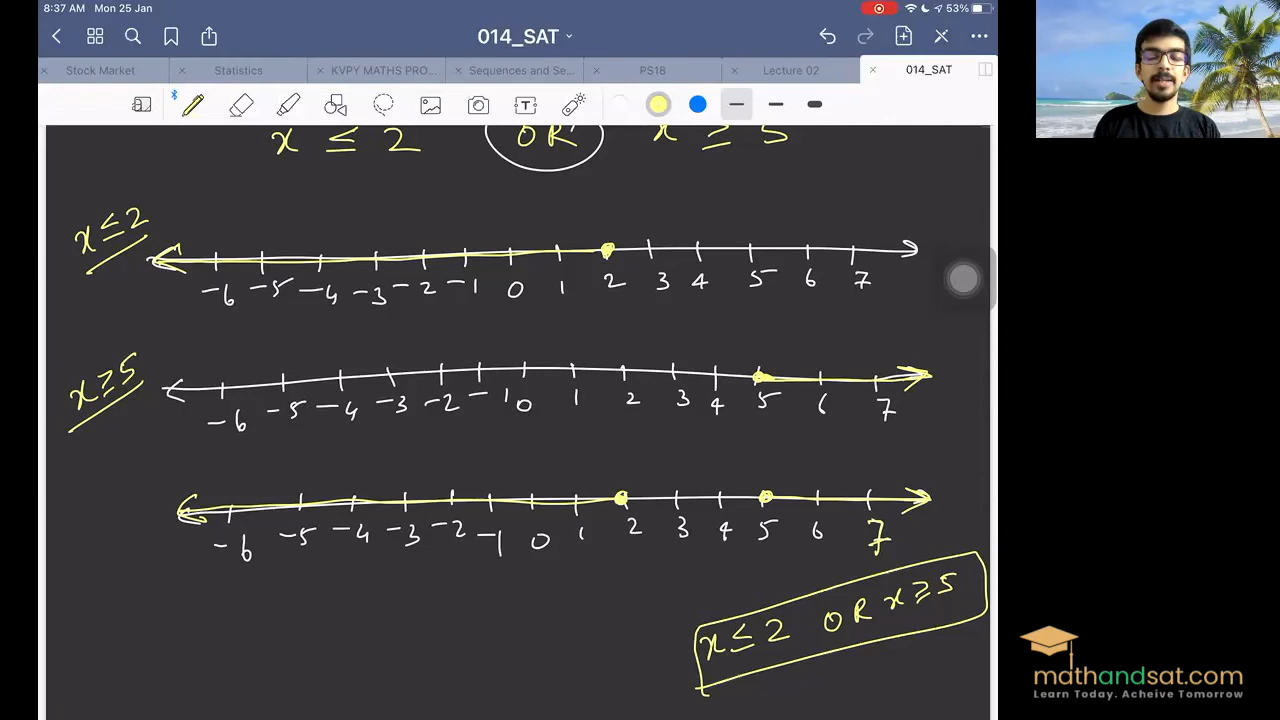 8:37 AM Mon 25 Jan
53%
014_SAT
Stock Market
Statistics
KVPY MATHS PRO...
Sequences and Se...
PS18
Lecture 02
014_SAT
T
x ≤ 2 OR x ≥ 5
x ≤ 2
-6 -5 -4 -3 -2 -1 0 1 2 3 4 5 6 7
x ≥ 5
-6 -5 -4 -3 -2 -1 0 1 2 3 4 5 6 7
-6 -5 -4 -3 -2 -1 0 1 2 3 4 5 6 7
x ≤ 2 OR x ≥ 5
mathandsat.com
Learn Today. Acheive Tomorrow